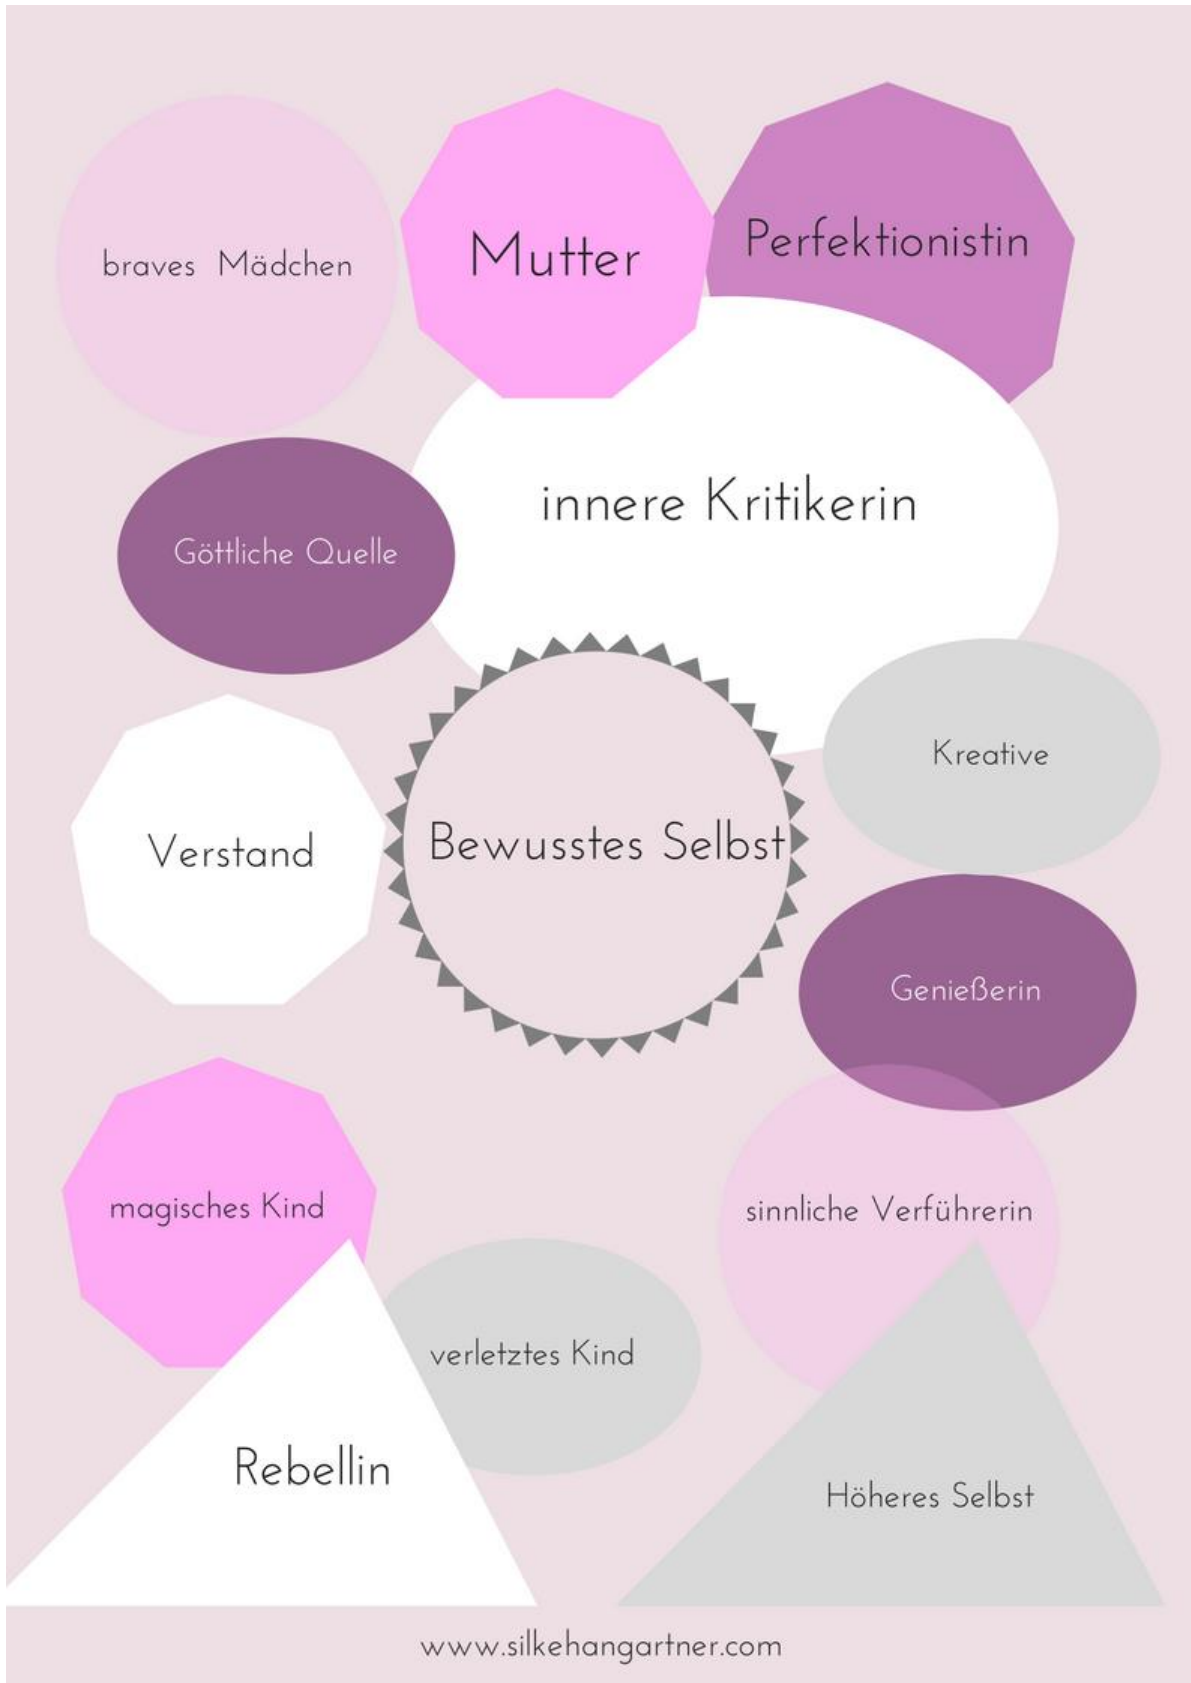 braves Mädchen
Mutter
Perfektionistin
innere Kritikerin
Göttliche Quelle
Kreative
Verstand
Bewusstes Selbst
Genießerin
magisches Kind
sinnliche Verführerin
verletztes Kind
Rebellin
Höheres Selbst
www.silkehangartner.com